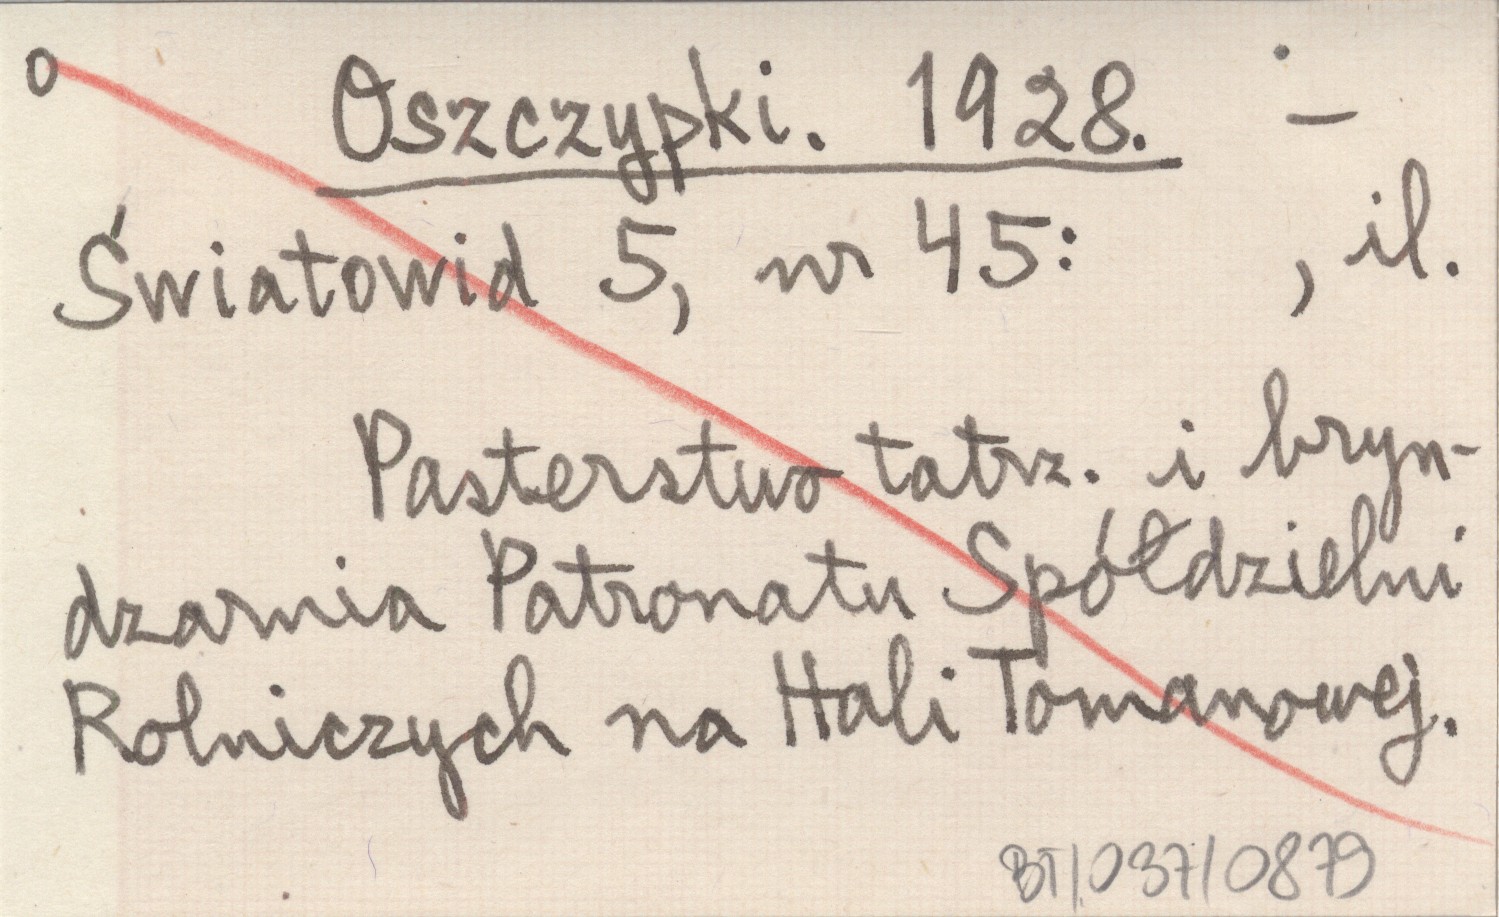 o Oszczypki. 1928. –
Światowid 5, nr 45: , il.
Pasterstwo tatrz. i bryn-
dzarnia Patronatu Spółdzielni
Rolniczych na Hali Tomanowej.
BT/037/0879